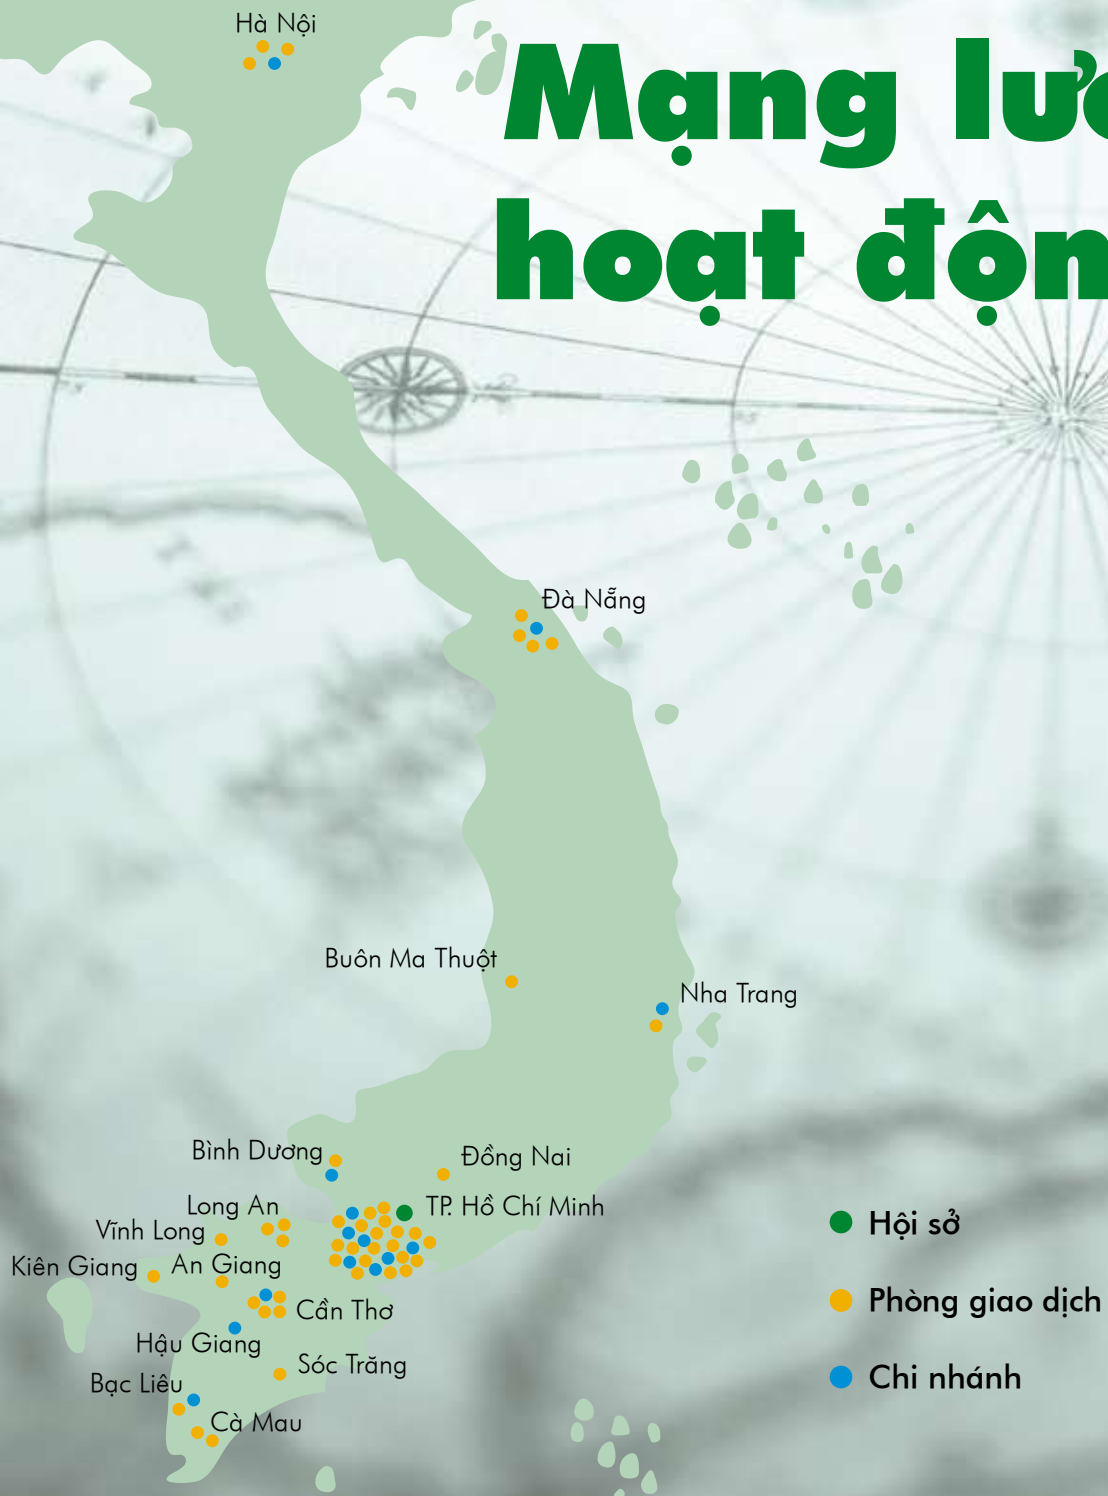 Hà Nội
Mạng
hoạt
Đà Nẵng
Buôn Ma Thuột
Nha Trang
Bình Dương
Đồng Nai
Long An
TP. Hồ Chí Minh
Vĩnh Long
Kiên Giang
An Giang
Cần Thơ
Hậu Giang
Sóc Trăng
Bạc Liêu
Cà Mau
Hội sở
Phòng giao dịch
Chi nhánh